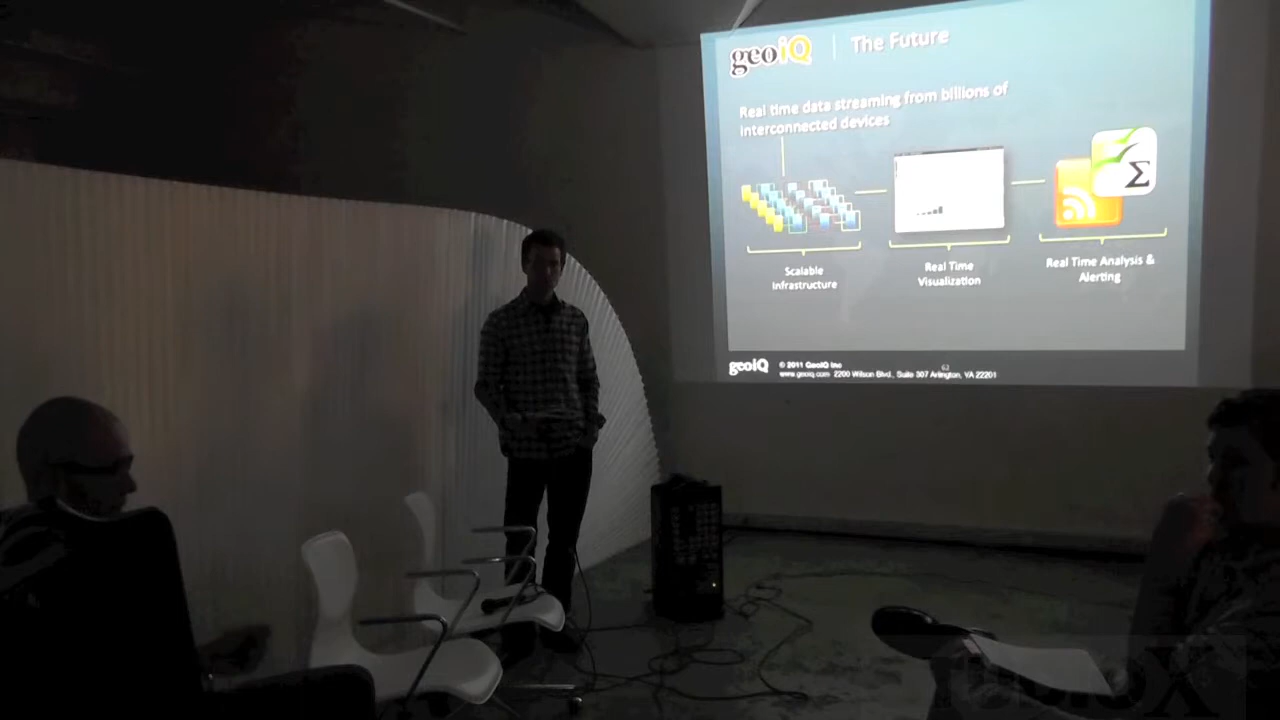 geoIQ
The Future
Real time data streaming from billions of
interconnected devices
Σ
Scalable
Infrastructure
Real Time
Visualization
Real Time Analysis &
Alerting
geoIQ
© 2011 GeoIQ Inc
www.geoiq.com 2200 Wilson Blvd., Suite 307 Arlington, VA 22201
62